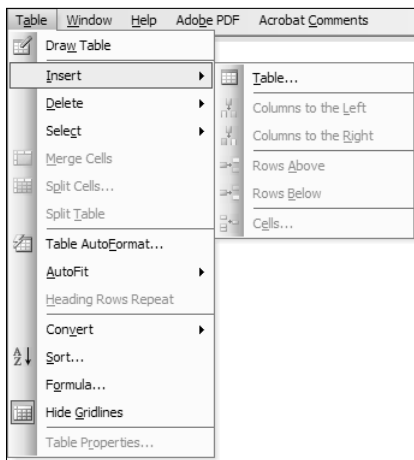 Table Window Help Adobe PDF Acrobat Comments
Draw Table
Insert
Delete
Select
Merge Cells
Split Cells...
Split Table
Table AutoFormat...
AutoFit
Heading Rows Repeat
Convert
Sort...
Formula...
Hide Gridlines
Table Properties...
Table...
Columns to the Left
Columns to the Right
Rows Above
Rows Below
Cells...